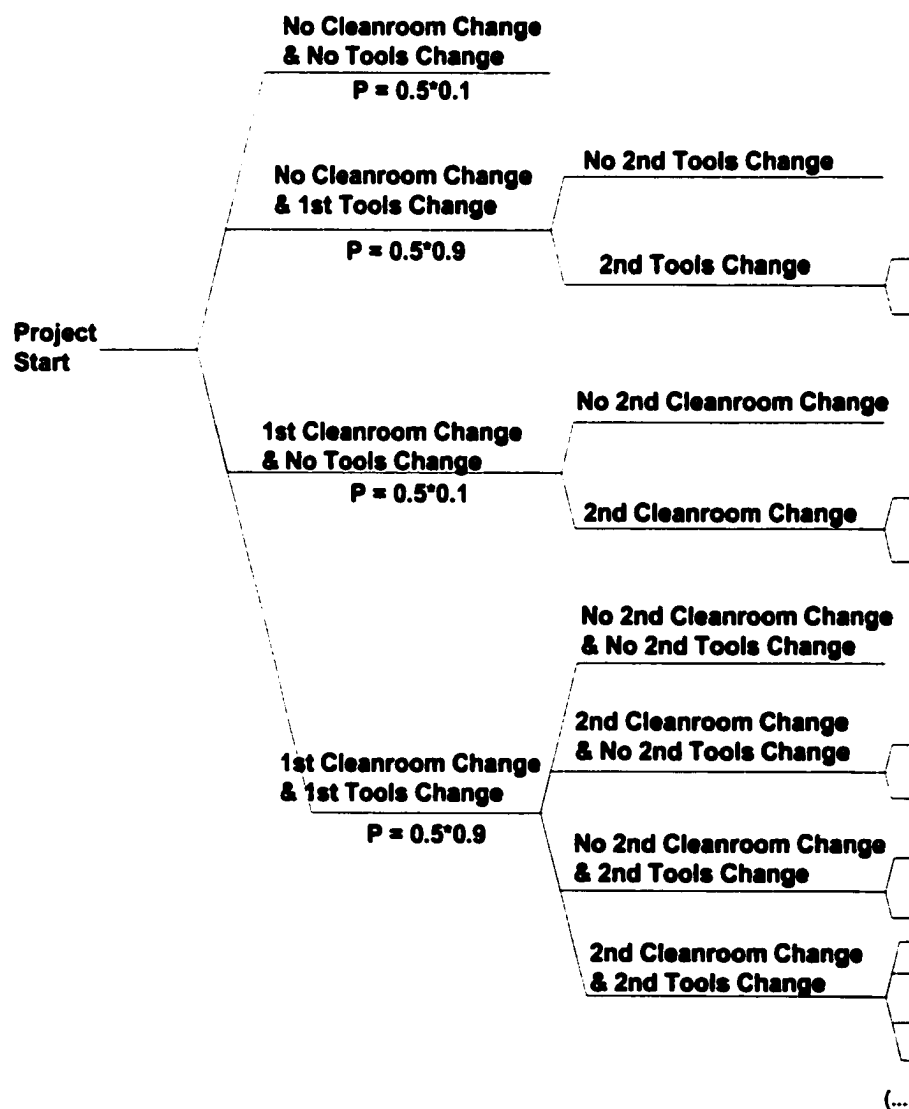 No Cleanroom Change
& No Tools Change
P = 0.5*0.1
No Cleanroom Change
& 1st Tools Change
P = 0.5*0.9
No 2nd Tools Change
2nd Tools Change
Project
Start
1st Cleanroom Change
& No Tools Change
P = 0.5*0.1
No 2nd Cleanroom Change
2nd Cleanroom Change
1st Cleanroom Change
& 1st Tools Change
P = 0.5*0.9
No 2nd Cleanroom Change
& No 2nd Tools Change
2nd Cleanroom Change
& No 2nd Tools Change
No 2nd Cleanroom Change
& 2nd Tools Change
2nd Cleanroom Change
& 2nd Tools Change
(...